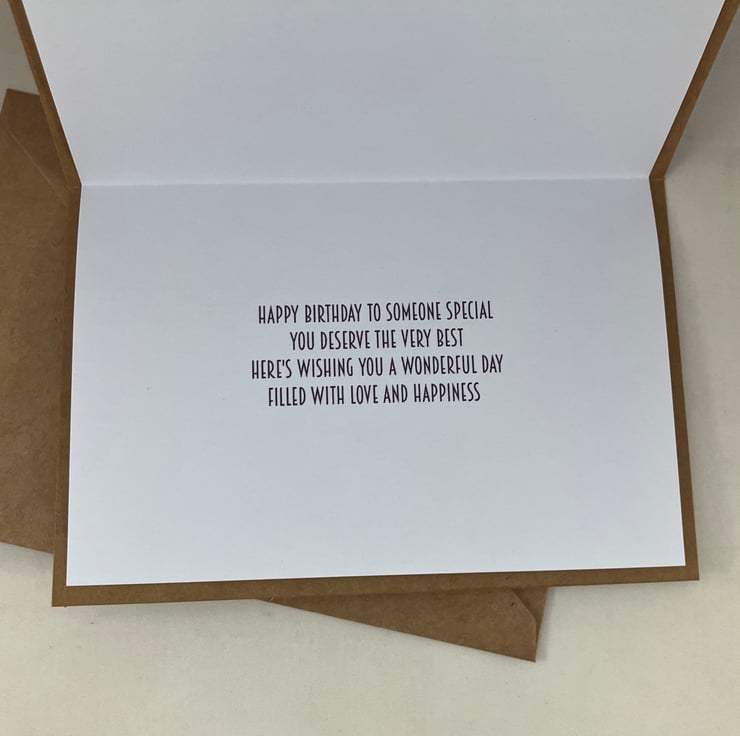 HAPPY BIRTHDAY TO SOMEONE SPECIAL
YOU DESERVE THE VERY BEST
HERE'S WISHING YOU A WONDERFUL DAY
FILLED WITH LOVE AND HAPPINESS